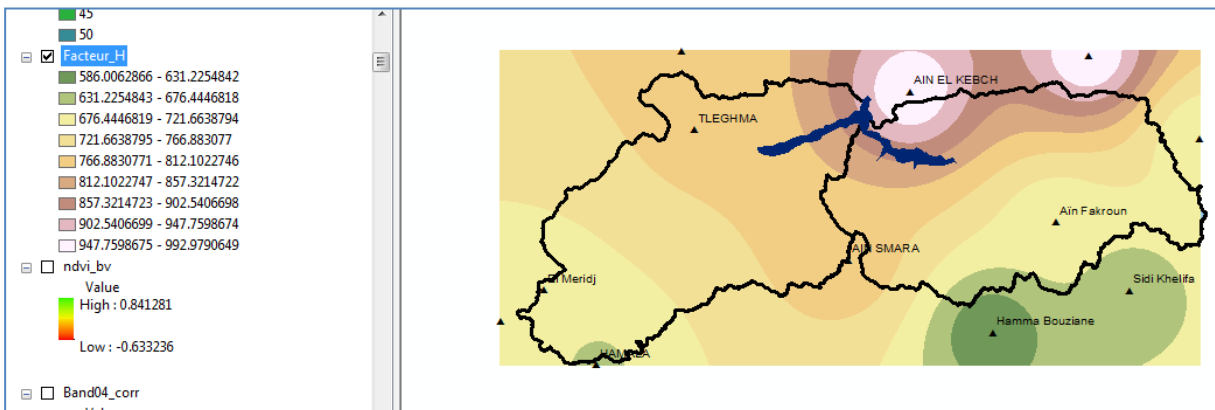 45
50
Facteur_H
586.0062866 - 631.2254842
631.2254843 - 676.4446818
676.4446819 - 721.6638794
721.6638795 - 766.883077
766.8830771 - 812.1022746
812.1022747 - 857.3214722
857.3214723 - 902.5406698
902.5406699 - 947.7598674
947.7598675 - 992.9790649
ndvi_bv
Value
High : 0.841281
Low : -0.633236
Band04_corr
AIN EL KEBCH
TLEGHMA
Aïn Fakroun
AIN SMARA
El Meridj
Sidi Khelifa
Hamma Bouziane
HAMALA